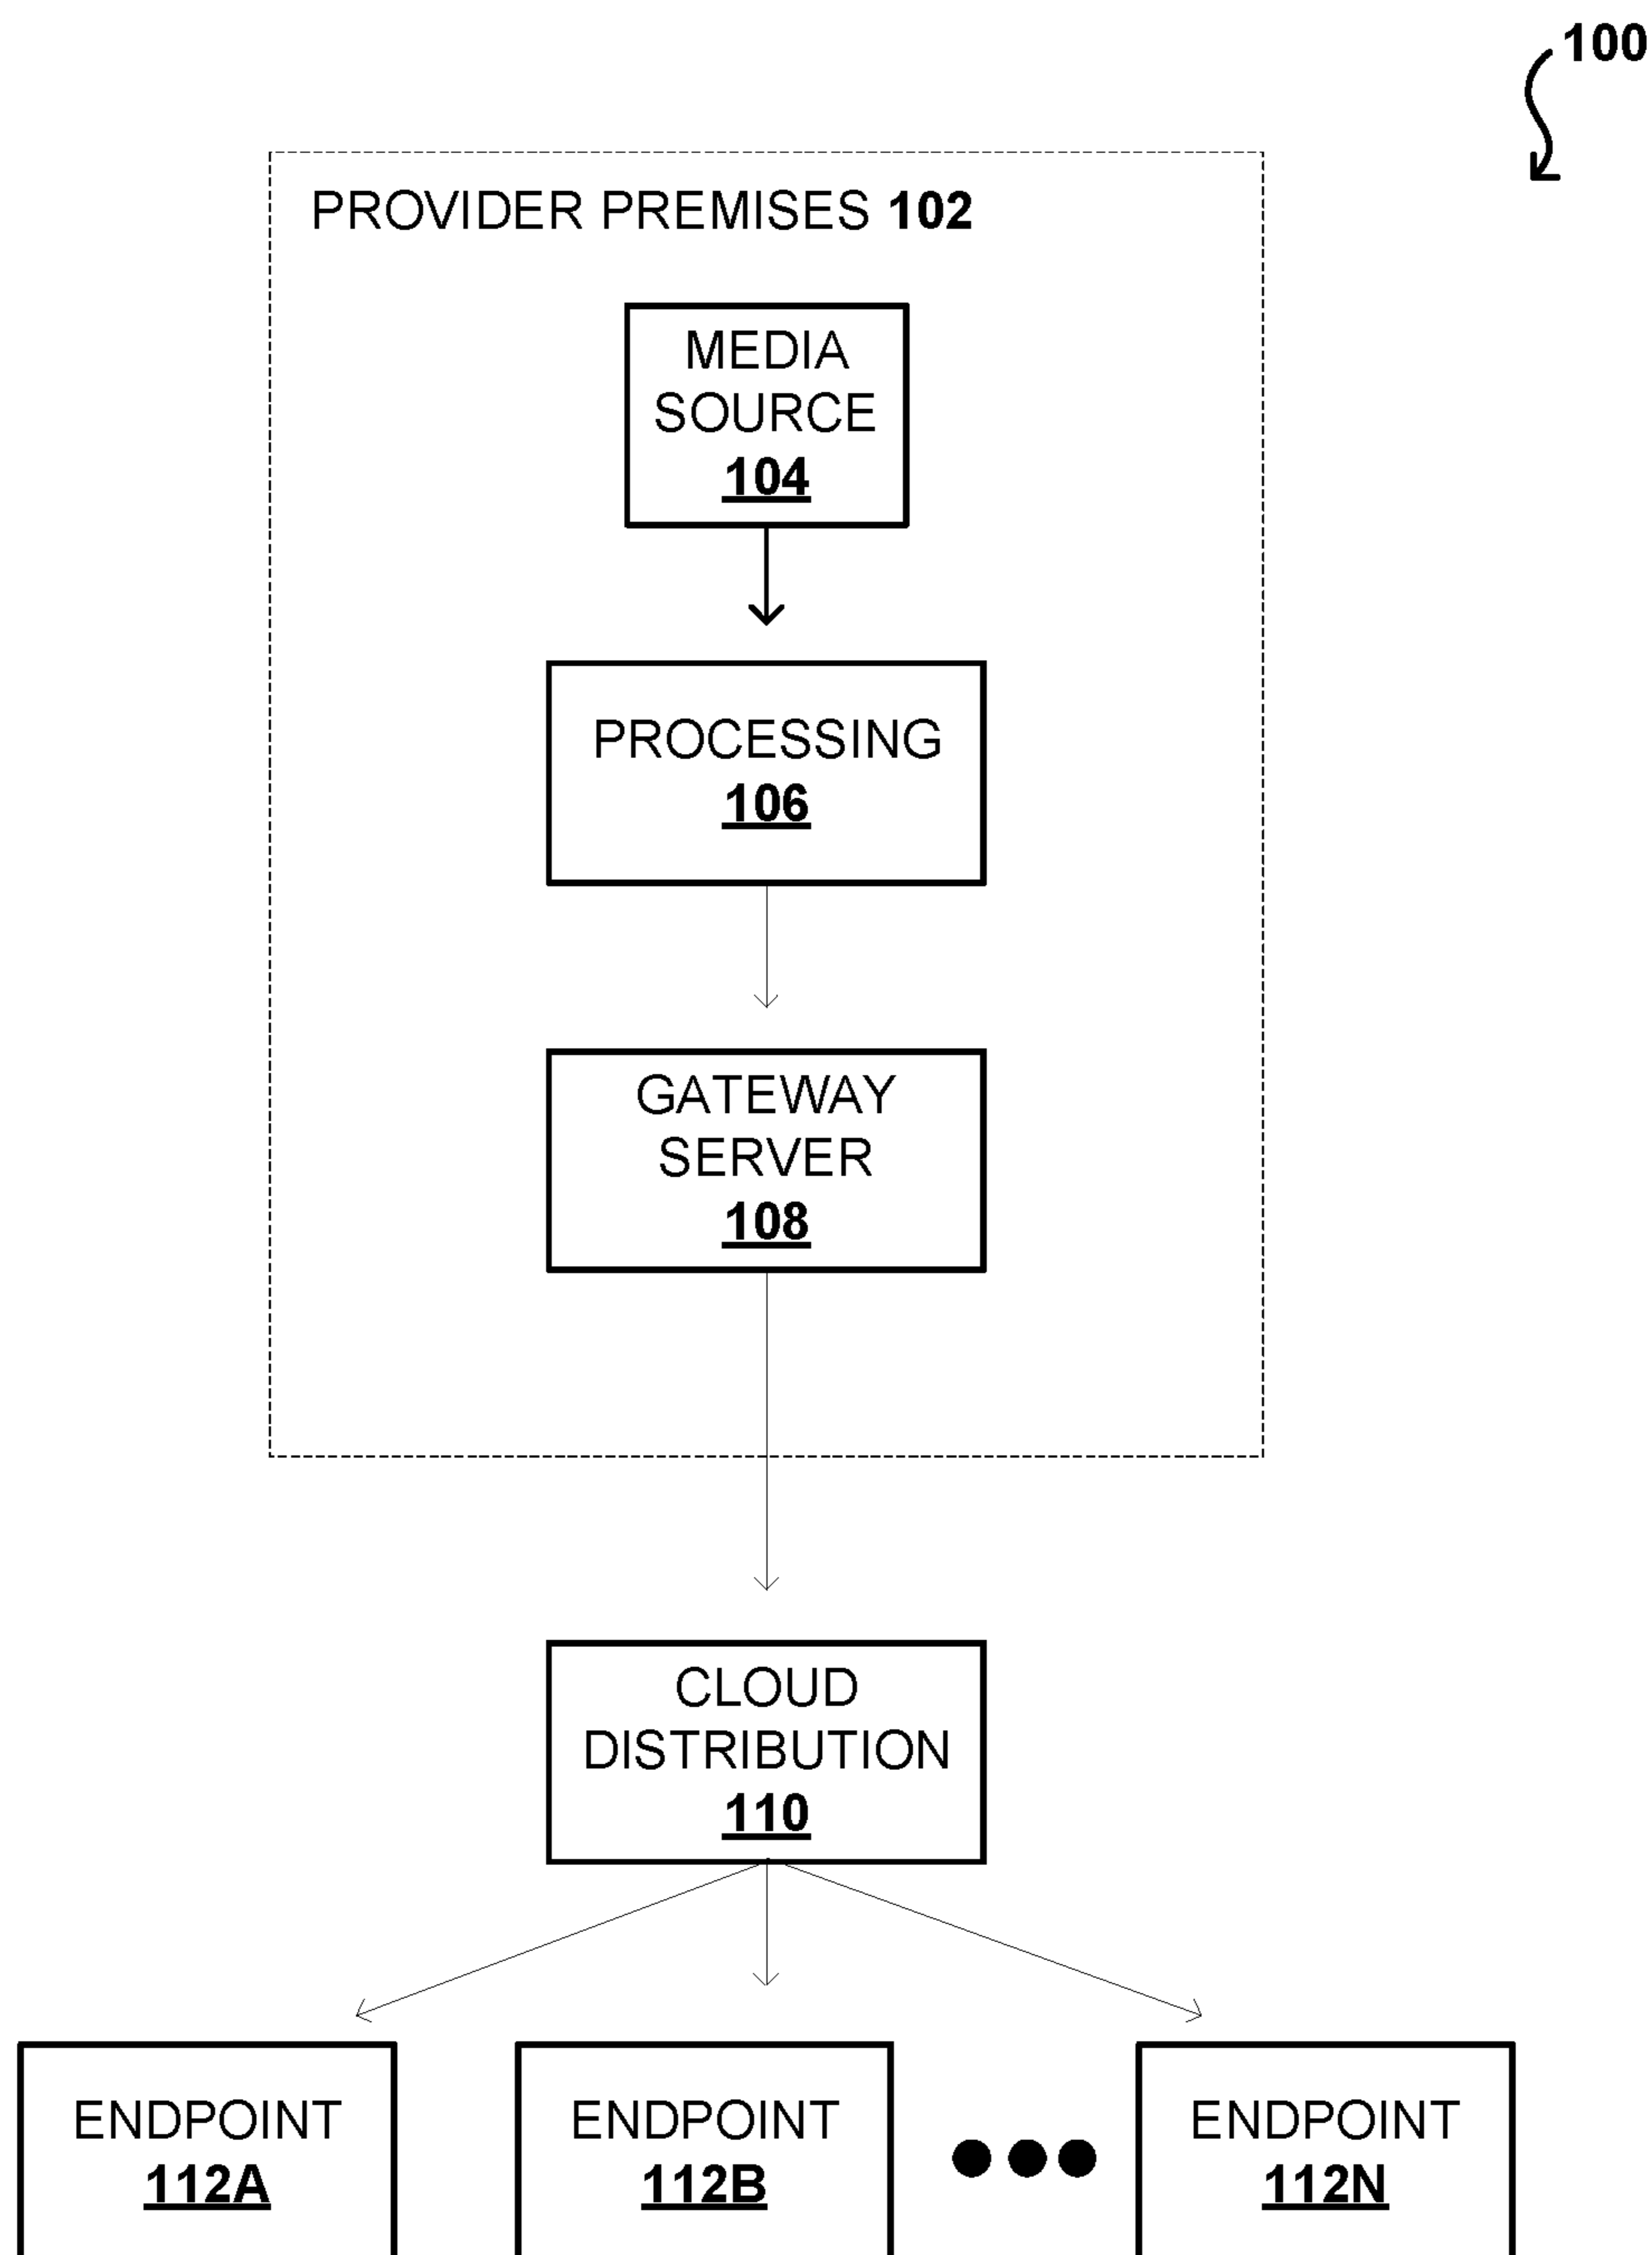 100
PROVIDER PREMISES 102
MEDIA
SOURCE
104
PROCESSING
106
GATEWAY
SERVER
108
CLOUD
DISTRIBUTION
110
ENDPOINT
112A
ENDPOINT
112B
ENDPOINT
112N